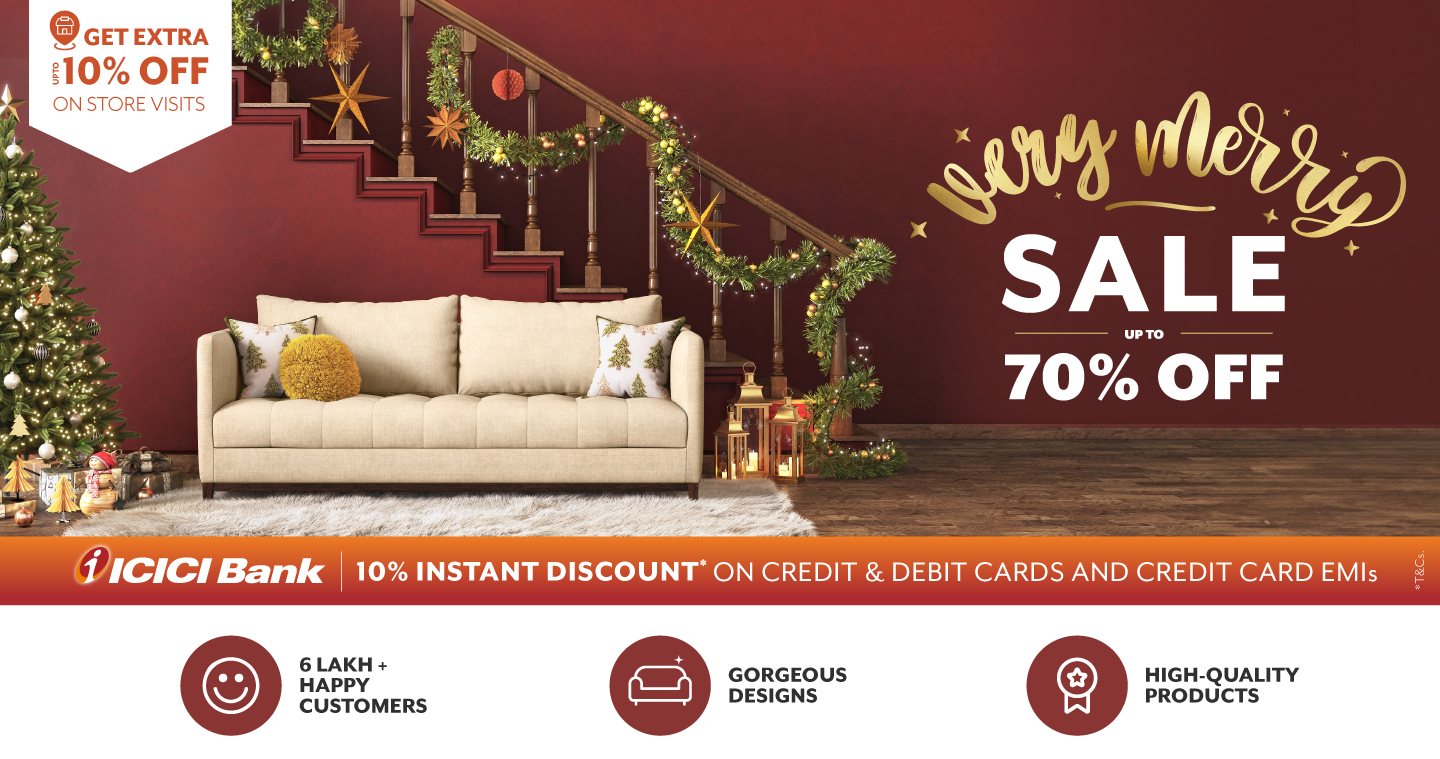 GET EXTRA
UPTO 10% OFF
ON STORE VISITS
very merry
SALE
UP TO
70% OFF
i ICICI Bank 10% INSTANT DISCOUNT* ON CREDIT & DEBIT CARDS AND CREDIT CARD EMIs
*T&Cs.
6 LAKH +
HAPPY
CUSTOMERS
GORGEOUS
DESIGNS
HIGH-QUALITY
PRODUCTS